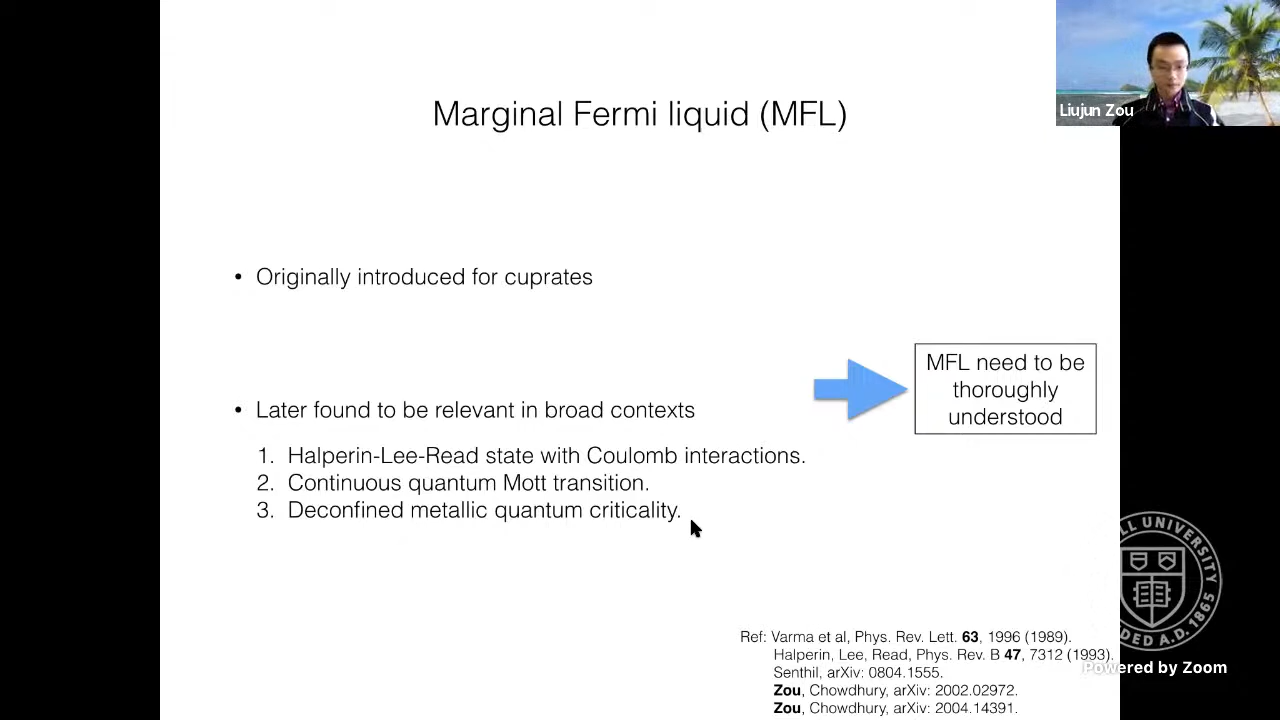 Marginal Fermi liquid (MFL)
Liujun Zou
• Originally introduced for cuprates
MFL need to be
thoroughly
understood
• Later found to be relevant in broad contexts
1. Halperin-Lee-Read state with Coulomb interactions.
2. Continuous quantum Mott transition.
3. Deconfined metallic quantum criticality.
LL UNIVERSITY
DED A.D. 1865
Ref: Varma et al, Phys. Rev. Lett. 63, 1996 (1989).
Halperin, Lee, Read, Phys. Rev. B 47, 7312 (1993).
Senthil, arXiv: 0804.1555.
Powered by Zoom
Zou, Chowdhury, arXiv: 2002.02972.
Zou, Chowdhury, arXiv: 2004.14391.